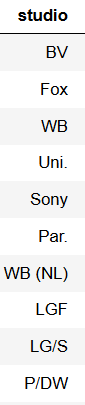 studio
BV
Fox
WB
Uni.
Sony
Par.
WB (NL)
LGF
LG/S
P/DW